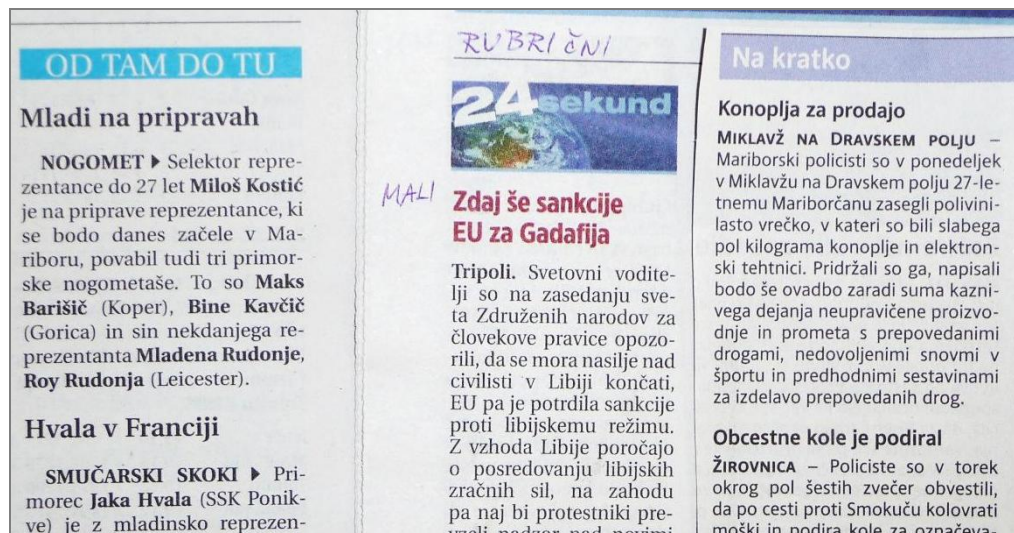 OD TAM DO TU
Mladi na pripravah
NOGOMET ▸ Selektor repre-
zentance do 27 let Miloš Kostić
je na priprave reprezentance, ki
se bodo danes začele v Ma-
riboru, povabil tudi tri primor-
ske nogometaše. To so Maks
Barišič (Koper), Bine Kavčič
(Gorica) in sin nekdanjega re-
prezentanta Mladena Rudonje,
Roy Rudonja (Leicester).
Hvala v Franciji
SMUČARSKI SKOKI ▸ Pri-
morec Jaka Hvala (SSK Ponik-
ve) je z mladinsko reprezen-
RUBRIČNI
24sekund
MALI
Zdaj še sankcije
EU za Gadafija
Tripoli. Svetovni vodite-
lji so na zasedanju sve-
ta Združenih narodov za
človekove pravice opozo-
rili, da se mora nasilje nad
civilisti v Libiji končati,
EU pa je potrdila sankcije
proti libijskemu režimu.
Z vzhoda Libije poročajo
o posredovanju libijskih
zračnih sil, na zahodu
pa naj bi protestniki pre-
vzeli nadzor nad novimi
Na kratko
Konoplja za prodajo
MIKLAVŽ NA DRAVSKEM POLJU –
Mariborski policisti so v ponedeljek
v Miklavžu na Dravskem polju 27-le-
tnemu Mariborčanu zasegli polivini-
lasto vrečko, v kateri so bili slabega
pol kilograma konoplje in elektron-
ski tehtnici. Pridržali so ga, napisali
bodo še ovadbo zaradi suma kazni-
vega dejanja neupravičene proizvo-
dnje in prometa s prepovedanimi
drogami, nedovoljenimi snovmi v
športu in predhodnimi sestavinami
za izdelavo prepovedanih drog.
Obcestne kole je podiral
ŽIROVNICA – Policiste so v torek
okrog pol šestih zvečer obvestili,
da po cesti proti Smokuču kolovrati
moški in podira kole za označeva-